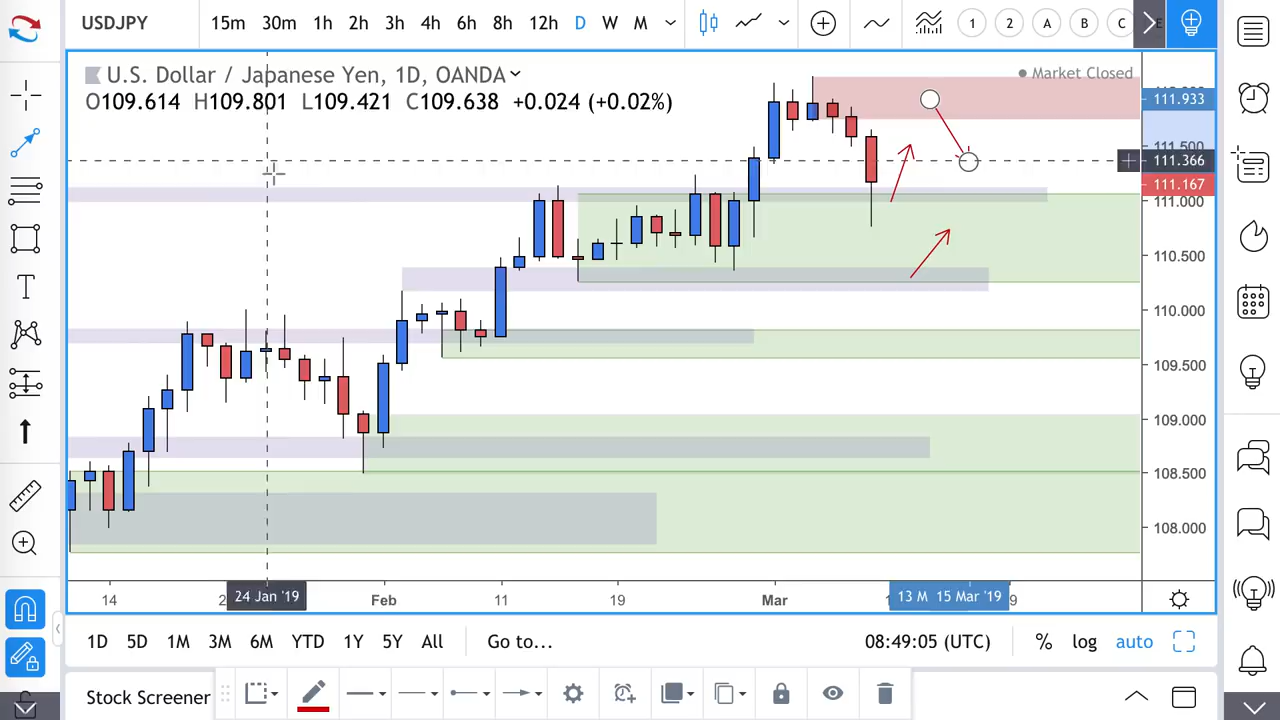 USDJPY 15m 30m 1h 2h 3h 4h 6h 8h 12h D W M 1 2 A B C
U.S. Dollar / Japanese Yen, 1D, OANDA
Market Closed
O109.614 H109.801 L109.421 C109.638 +0.024 (+0.02%)
111.933
111.500
111.366
111.167
111.000
110.500
110.000
109.500
109.000
108.500
108.000
14 24 Jan '19 Feb 11 19 Mar 13 M 15 Mar '19 9
1D 5D 1M 3M 6M YTD 1Y 5Y All Go to... 08:49:05 (UTC) % log auto
Stock Screener
T